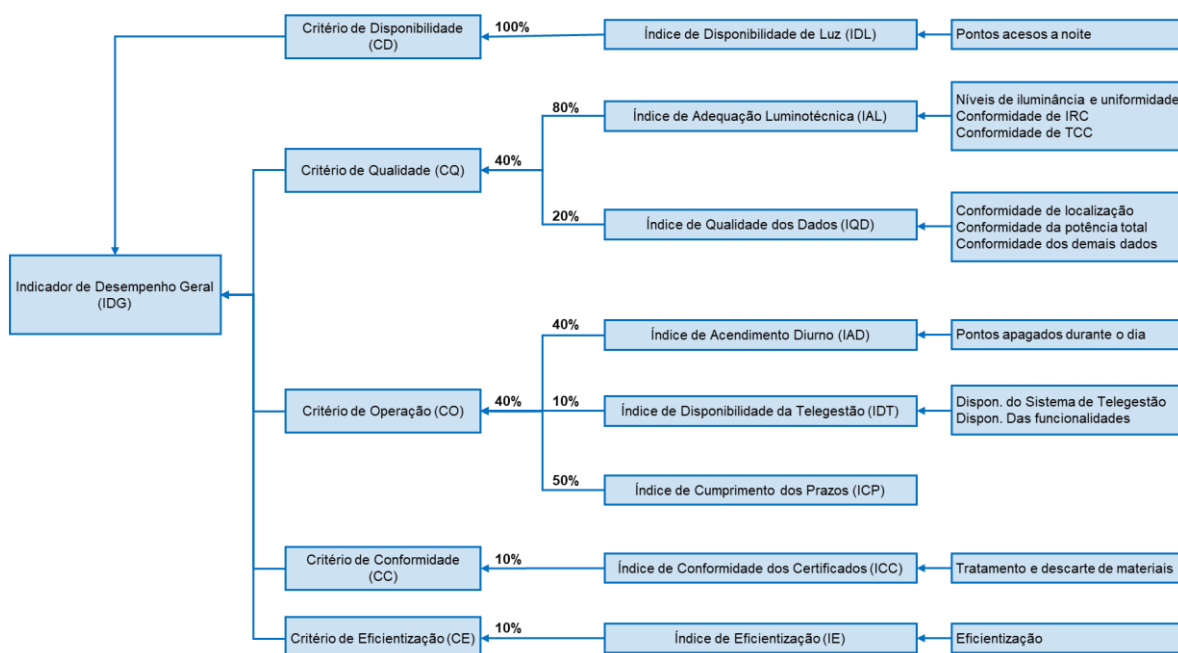 Critério de Disponibilidade
(CD)
100%
Índice de Disponibilidade de Luz (IDL)
Pontos acesos a noite
80%
Índice de Adequação Luminotécnica (IAL)
Níveis de iluminância e uniformidade
Conformidade de IRC
Conformidade de TCC
Critério de Qualidade (CQ)
40%
20%
Índice de Qualidade dos Dados (IQD)
Conformidade de localização
Conformidade da potência total
Conformidade dos demais dados
Indicador de Desempenho Geral
(IDG)
40%
Índice de Acendimento Diurno (IAD)
Pontos apagados durante o dia
Critério de Operação (CO)
40%
10%
Índice de Disponibilidade da Telegestão (IDT)
Dispon. do Sistema de Telegestão
Dispon. Das funcionalidades
50%
Índice de Cumprimento dos Prazos (ICP)
Critério de Conformidade
(CC)
10%
Índice de Conformidade dos Certificados (ICC)
Tratamento e descarte de materiais
Critério de Eficientização (CE)
10%
Índice de Eficientização (IE)
Eficientização